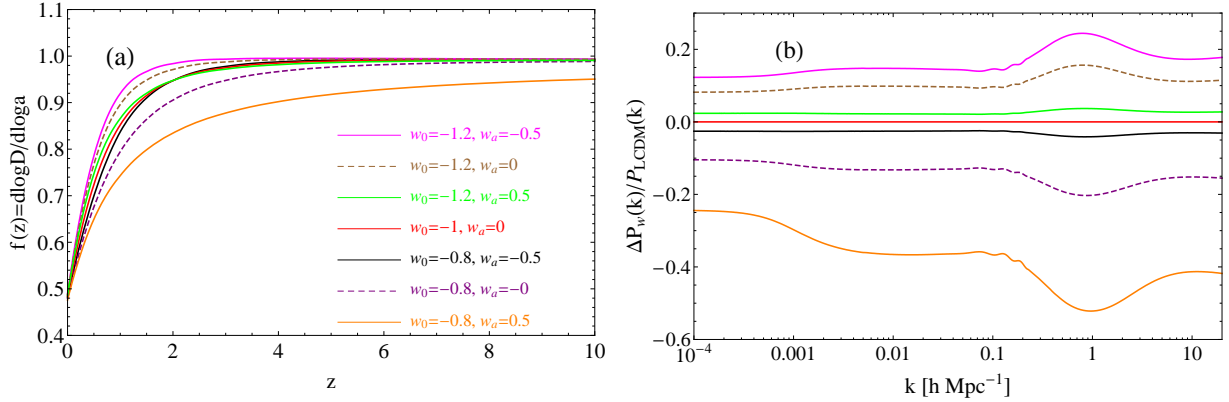 (a)
f (z)=dlogD/dloga
1.1
1.0
0.9
0.8
0.7
0.6
0.5
0.4
w₀=−1.2, wₐ=−0.5
w₀=−1.2, wₐ=0
w₀=−1.2, wₐ=0.5
w₀=−1, wₐ=0
w₀=−0.8, wₐ=−0.5
w₀=−0.8, wₐ=−0
w₀=−0.8, wₐ=0.5
0 2 4 6 8 10
z
(b)
ΔP_w(k)/P_LCDM(k)
0.2
0.0
−0.2
−0.4
−0.6
10⁻⁴ 0.001 0.01 0.1 1 10
k [h Mpc⁻¹]